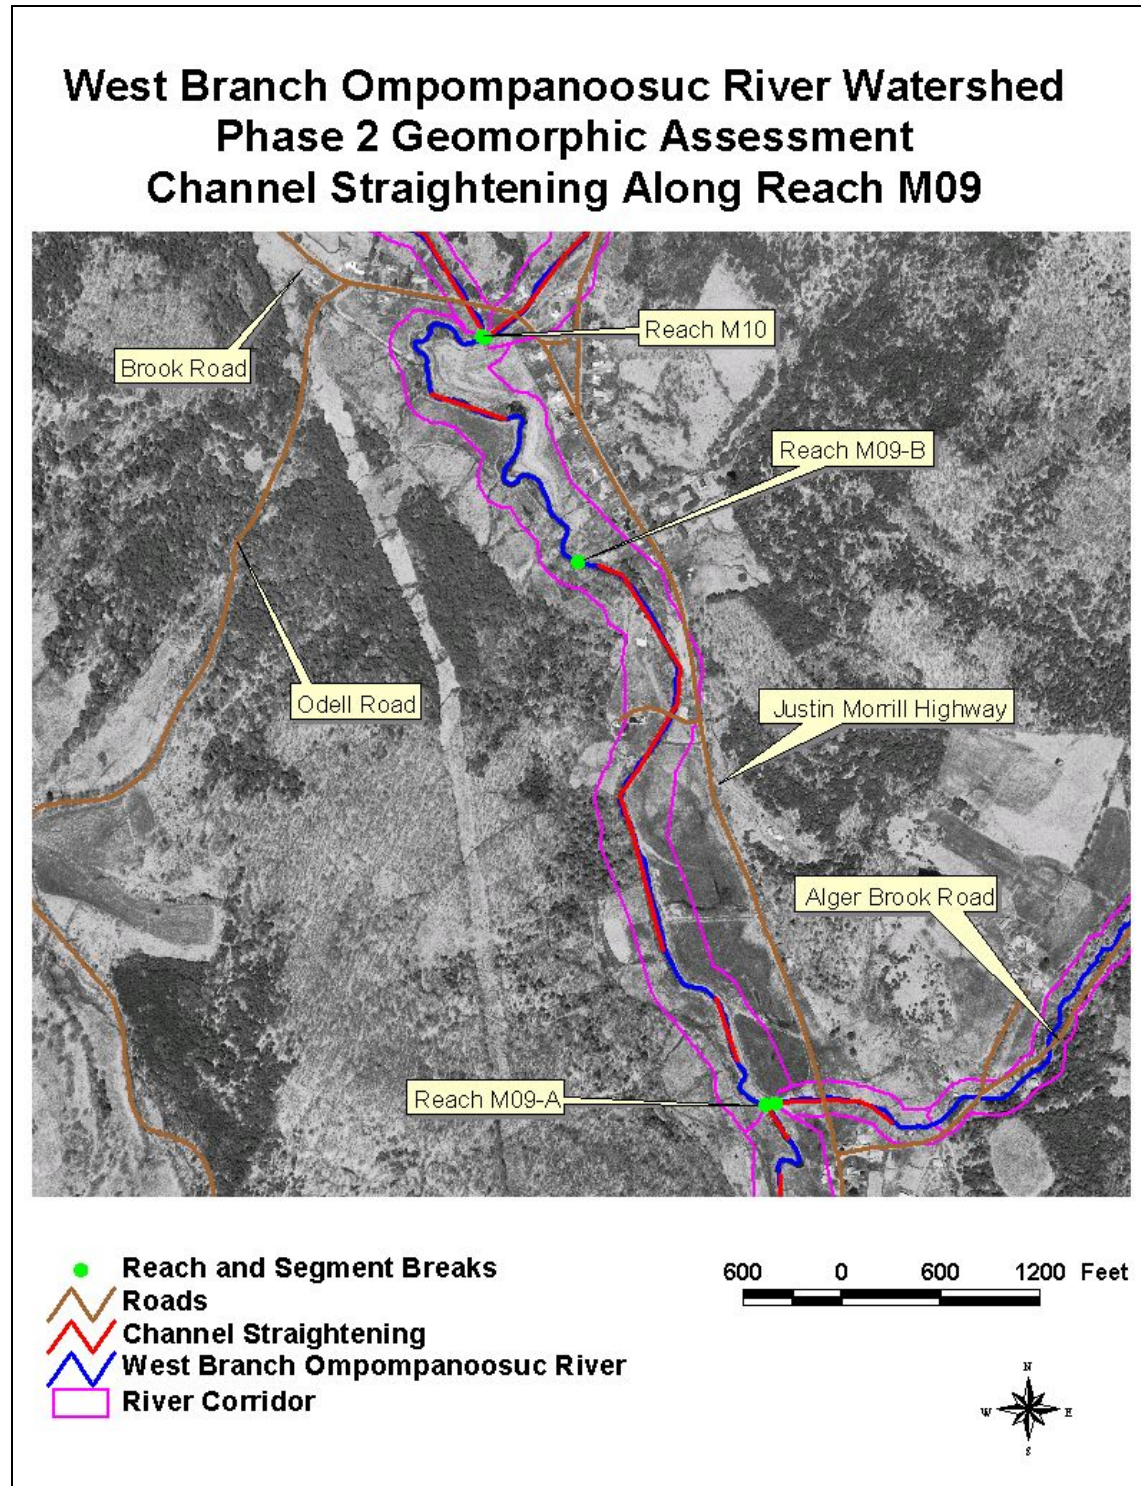 West Branch Ompompanoosuc River Watershed
Phase 2 Geomorphic Assessment
Channel Straightening Along Reach M09
Reach M10
Brook Road
Reach M09-B
Odell Road
Justin Morrill Highway
Alger Brook Road
Reach M09-A
Reach and Segment Breaks
Roads
Channel Straightening
West Branch Ompompanoosuc River
River Corridor
600 0 600 1200 Feet
N
W E
S